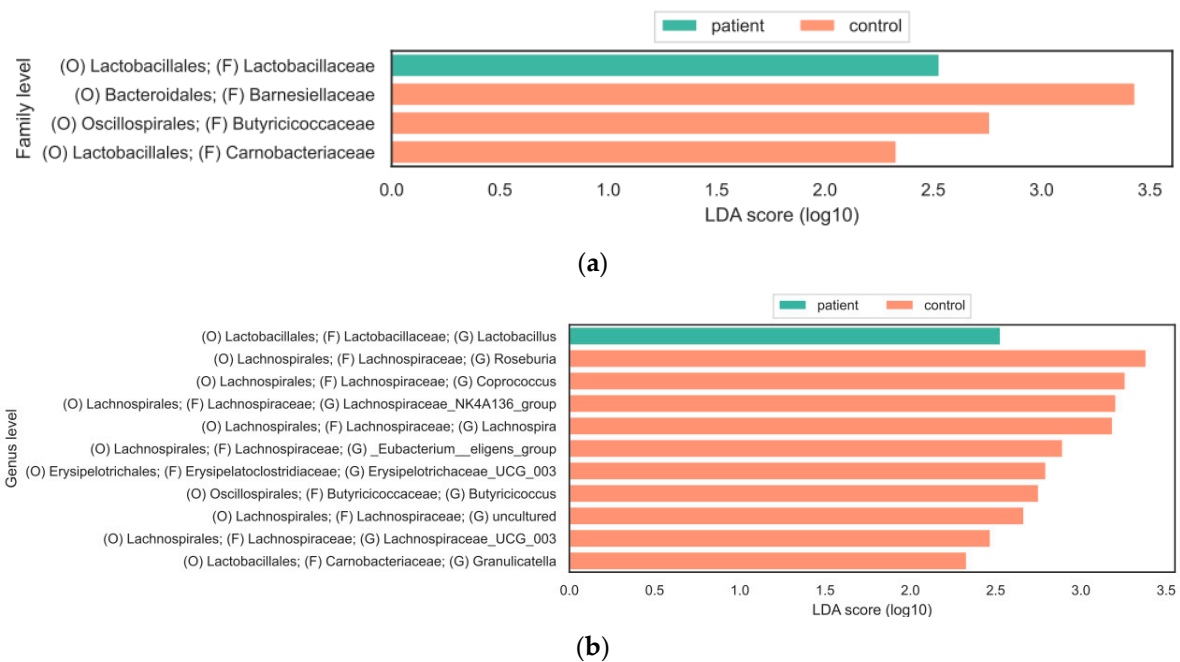 patient control
Family level
(O) Lactobacillales; (F) Lactobacillaceae
(O) Bacteroidales; (F) Barnesiellaceae
(O) Oscillospirales; (F) Butyricicoccaceae
(O) Lactobacillales; (F) Carnobacteriaceae
0.0 0.5 1.0 1.5 2.0 2.5 3.0 3.5
LDA score (log10)
(a)
patient control
Genus level
(O) Lactobacillales; (F) Lactobacillaceae; (G) Lactobacillus
(O) Lachnospirales; (F) Lachnospiraceae; (G) Roseburia
(O) Lachnospirales; (F) Lachnospiraceae; (G) Coprococcus
(O) Lachnospirales; (F) Lachnospiraceae; (G) Lachnospiraceae_NK4A136_group
(O) Lachnospirales; (F) Lachnospiraceae; (G) Lachnospira
(O) Lachnospirales; (F) Lachnospiraceae; (G) _Eubacterium__eligens_group
(O) Erysipelotrichales; (F) Erysipelatoclostridiaceae; (G) Erysipelotrichaceae_UCG_003
(O) Oscillospirales; (F) Butyricicoccaceae; (G) Butyricicoccus
(O) Lachnospirales; (F) Lachnospiraceae; (G) uncultured
(O) Lachnospirales; (F) Lachnospiraceae; (G) Lachnospiraceae_UCG_003
(O) Lactobacillales; (F) Carnobacteriaceae; (G) Granulicatella
0.0 0.5 1.0 1.5 2.0 2.5 3.0 3.5
LDA score (log10)
(b)